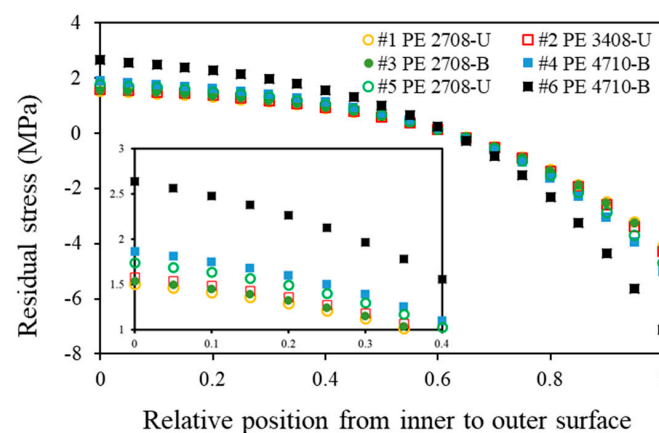 4
#1 PE 2708-U #2 PE 3408-U
2
#3 PE 2708-B #4 PE 4710-B
#5 PE 2708-U #6 PE 4710-B
0
3
2.5
-2
2
-4
1.5
-6
1
0 0.1 0.2 0.3 0.4
-8
0 0.2 0.4 0.6 0.8
Residual stress (MPa)
Relative position from inner to outer surface